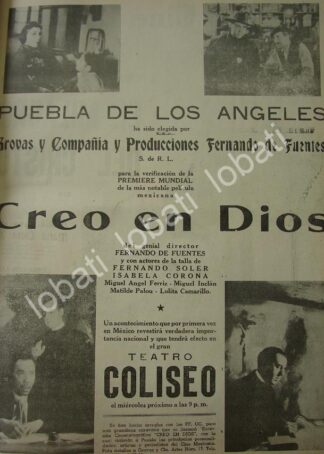 PUEBLA DE LOS ANGELES
ha sido elegida por
Grovas y Compañía y Producciones Fernando de Fuentes
S. de R. L.
para la verificación de la
PREMIERE MUNDIAL
de la más notable película
mexicana
Creo en Dios
del genial director
FERNANDO DE FUENTES
y con actores de la talla de
FERNANDO SOLER
ISABELA CORONA
Miguel Angel Ferriz - Miguel Inclán
Matilde Palou - Lolita Camarillo.
Un acontecimiento que por primera vez
en México revestirá verdadera impor-
tancia nacional y que tendrá efecto en
el gran
TEATRO
COLISEO
el miércoles próximo a las 9 p. m.
lobati lobati lobati
lobati lobati lobati